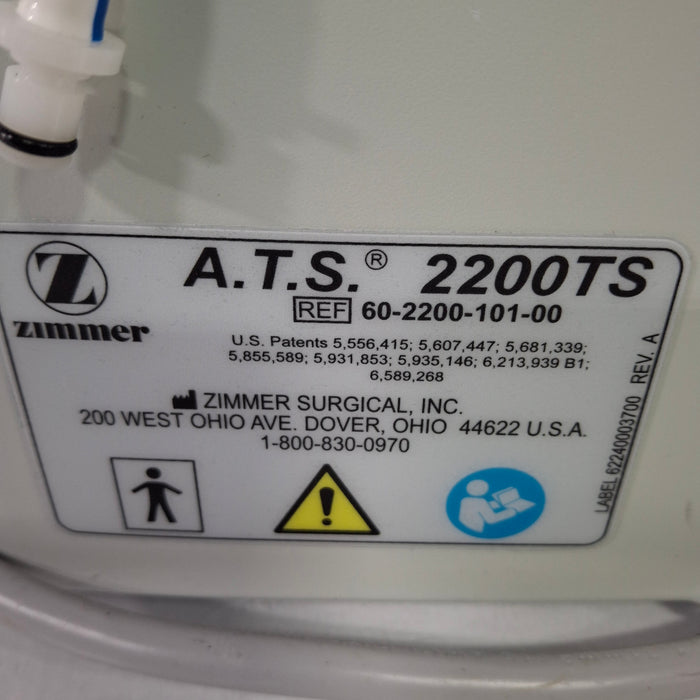 Z
zimmer
A.T.S.® 2200TS
REF 60-2200-101-00
U.S. Patents 5,556,415; 5,607,447; 5,681,339;
5,855,589; 5,931,853; 5,935,146; 6,213,939 B1;
6,589,268
ZIMMER SURGICAL, INC.
200 WEST OHIO AVE. DOVER, OHIO 44622 U.S.A.
1-800-830-0970
LABEL 62240003700 REV. A